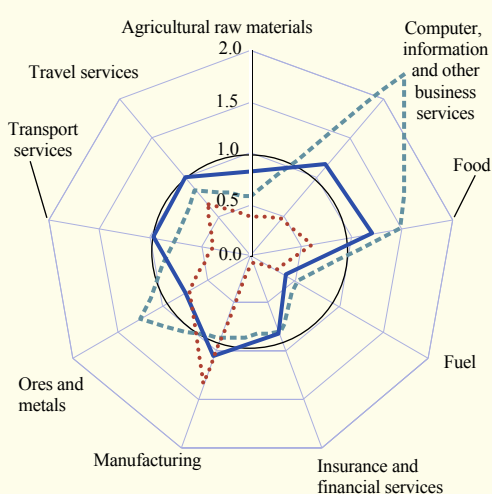 Agricultural raw materials
Computer,
information
and other
business
services
2.0
Travel services
1.5
Transport
services
1.0
Food
0.5
0.0
Fuel
Ores and
metals
Manufacturing
Insurance and
financial services